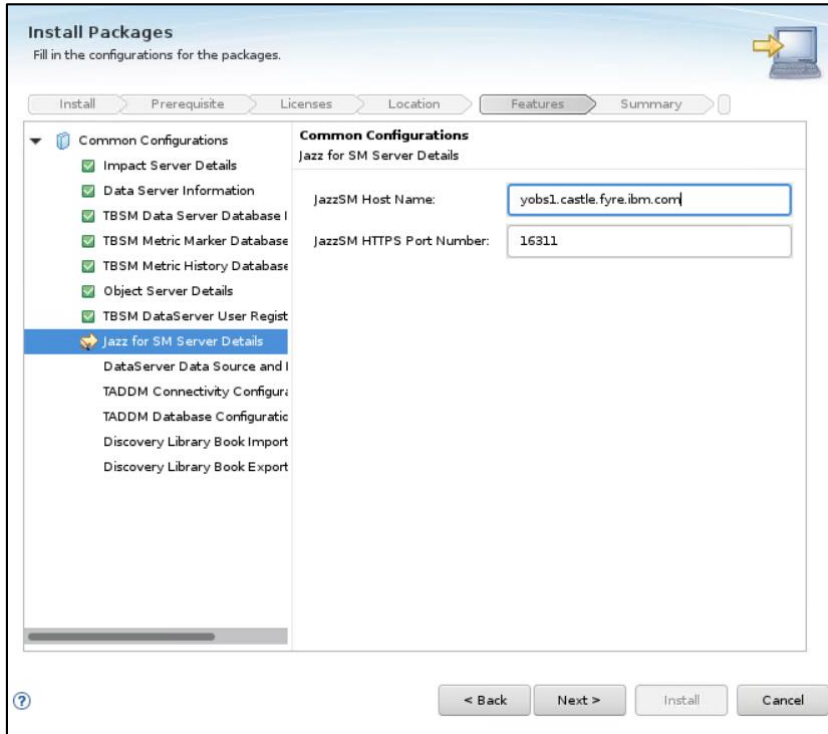 Install Packages
Fill in the configurations for the packages.
Install Prerequisite Licenses Location Features Summary
Common Configurations
Impact Server Details
Data Server Information
TBSM Data Server Database I
TBSM Metric Marker Database
TBSM Metric History Database
Object Server Details
TBSM DataServer User Regist
Jazz for SM Server Details
DataServer Data Source and I
TADDM Connectivity Configura
TADDM Database Configuratic
Discovery Library Book Import
Discovery Library Book Export
Common Configurations
Jazz for SM Server Details
JazzSM Host Name: yobs1.castle.fyre.ibm.com
JazzSM HTTPS Port Number: 16311
? < Back Next > Install Cancel